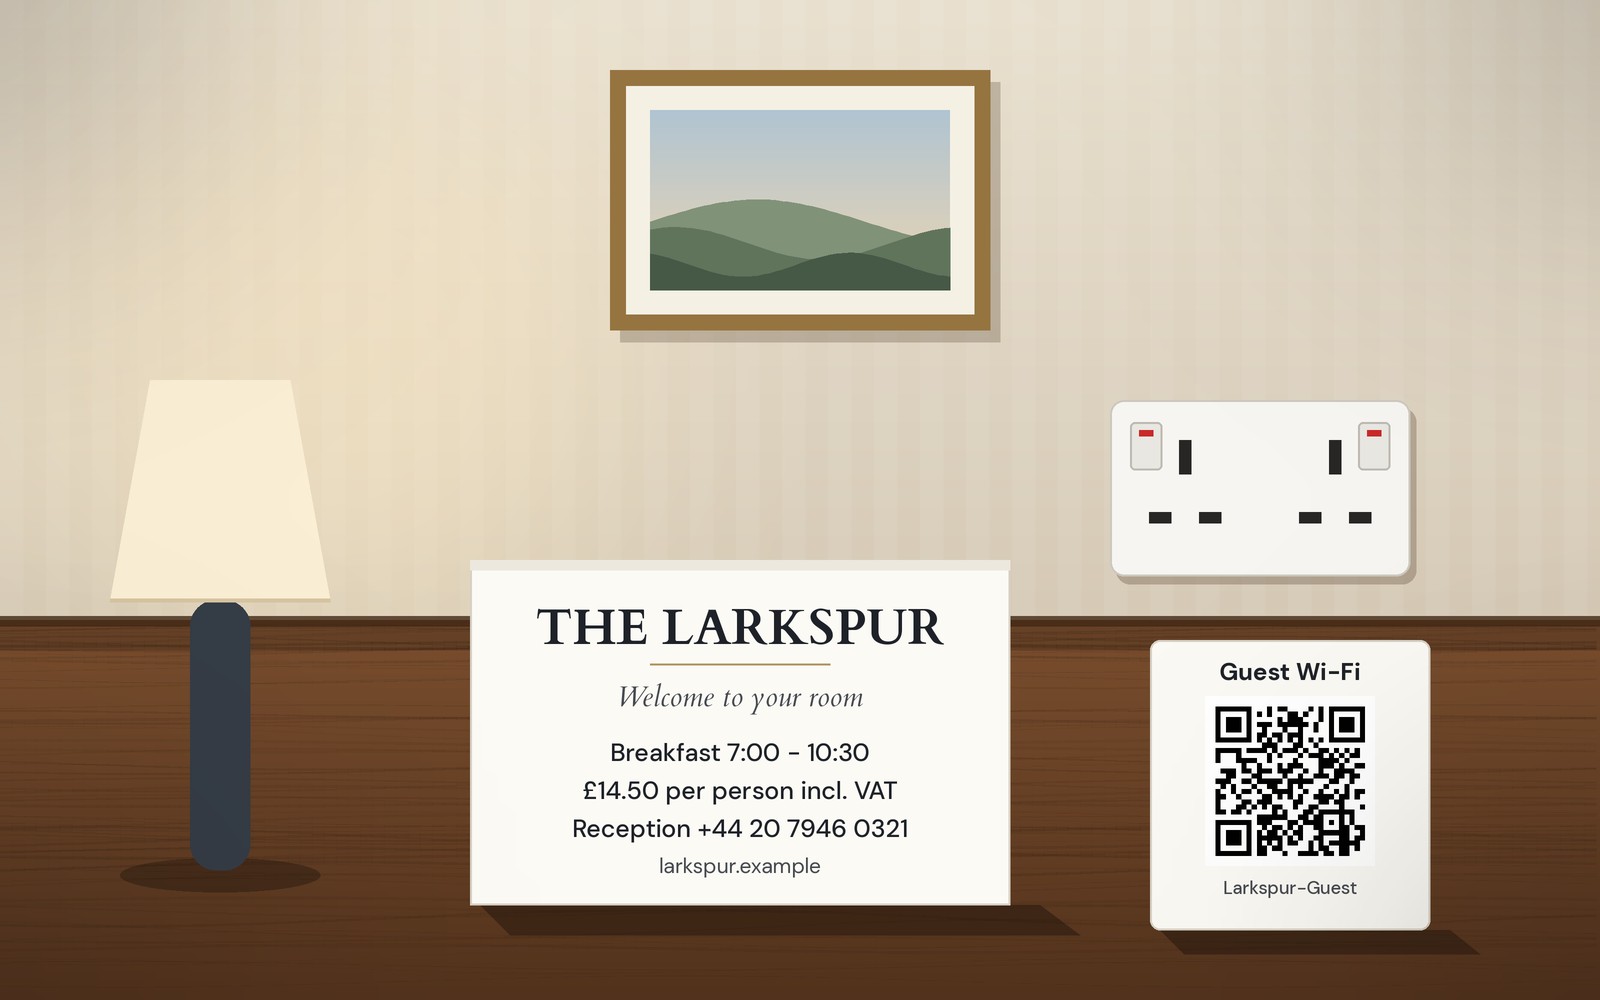 THE LARKSPUR
Welcome to your room
Breakfast 7:00 - 10:30
£14.50 per person incl. VAT
Reception +44 20 7946 0321
larkspur.example
Guest Wi-Fi
Larkspur-Guest